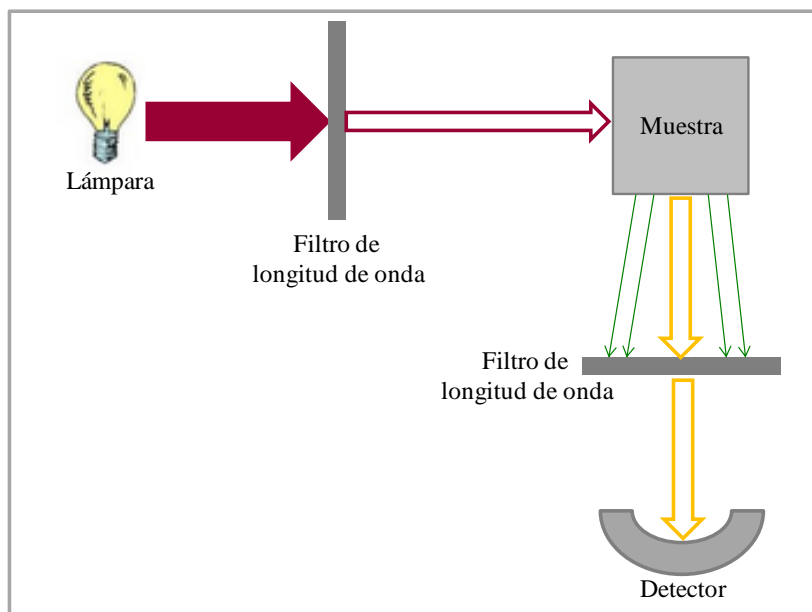 Lámpara
Filtro de
longitud de onda
Muestra
Filtro de
longitud de onda
Detector